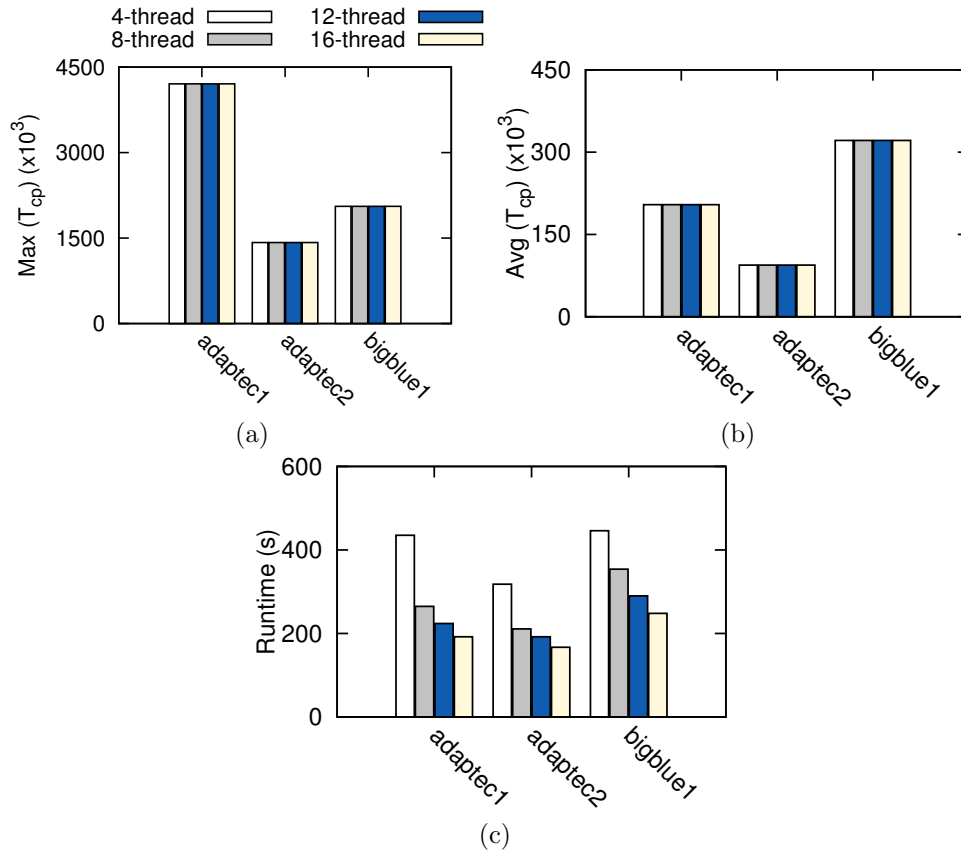 4-thread 12-thread
8-thread 16-thread
Max (T_cp) (x10^3)
4500
3000
1500
0
adaptec1 adaptec2 bigblue1
(a)
Avg (T_cp) (x10^3)
450
300
150
0
adaptec1 adaptec2 bigblue1
(b)
Runtime (s)
600
400
200
0
adaptec1 adaptec2 bigblue1
(c)